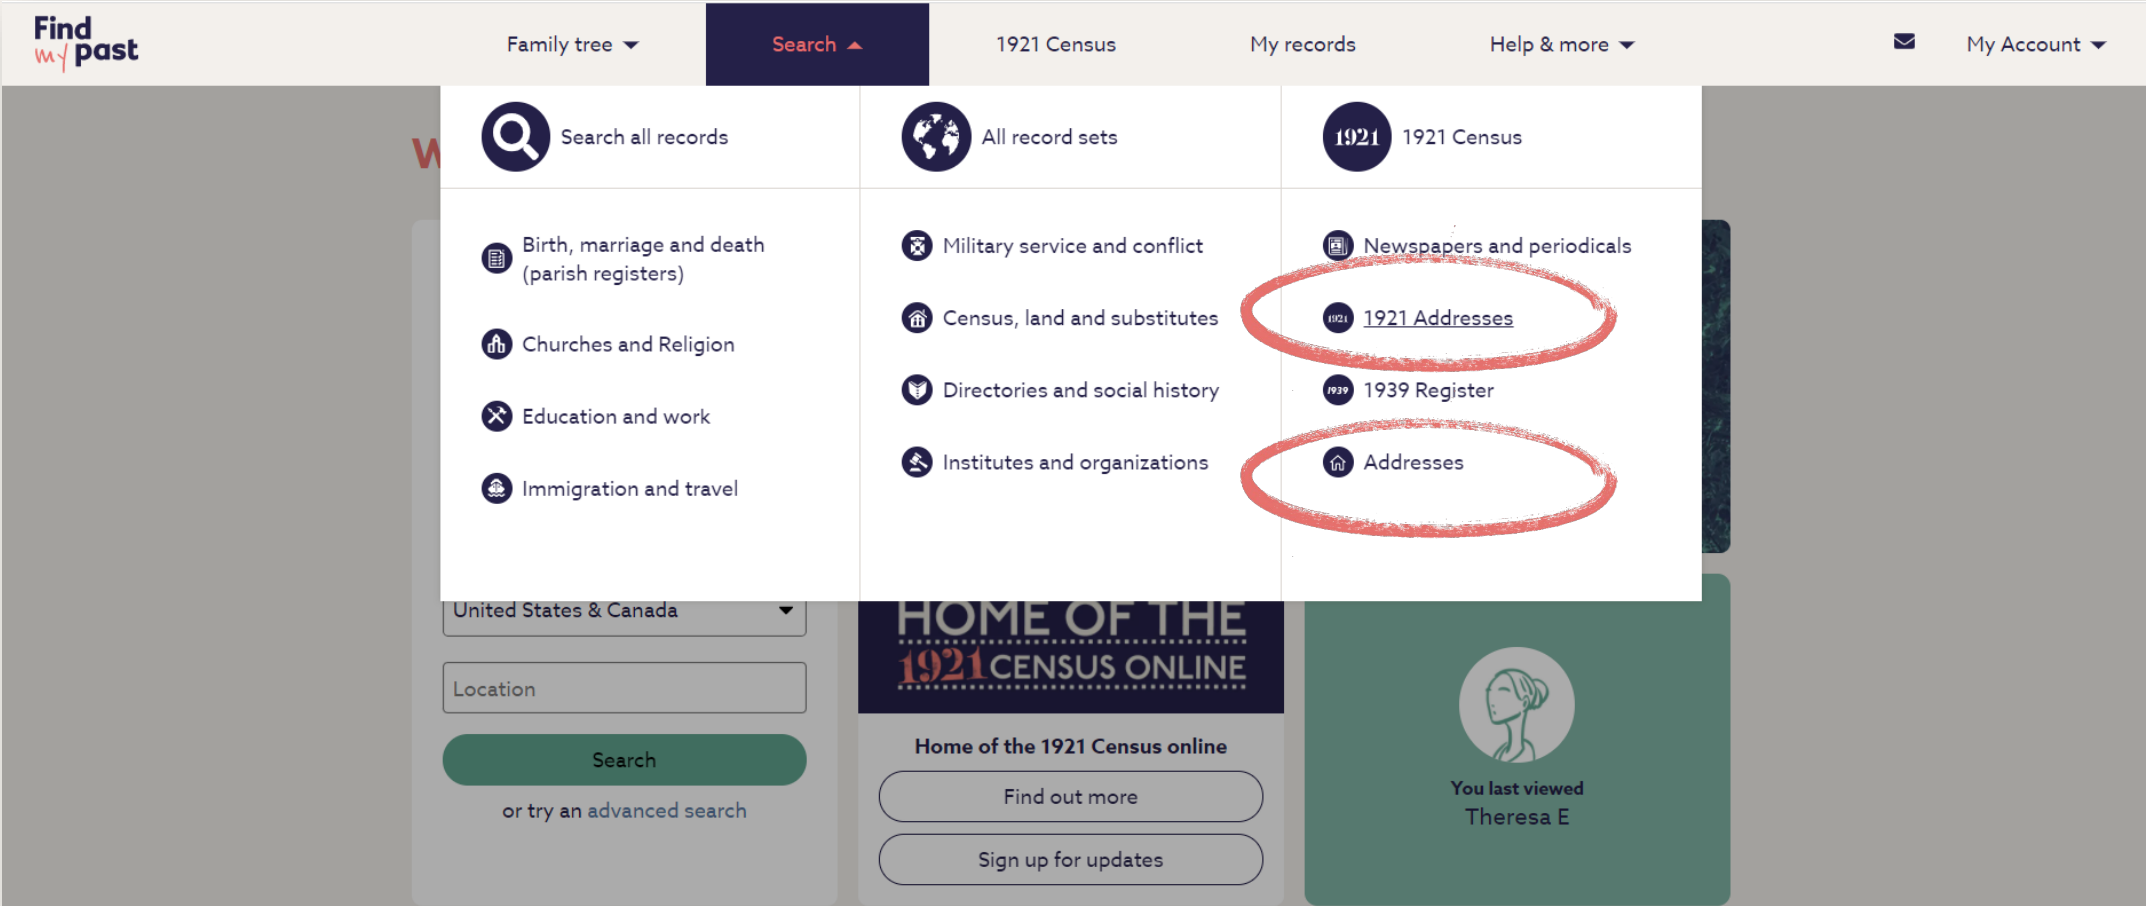 Find
my past
Family tree
Search
1921 Census
My records
Help & more
My Account
W
Search all records
All record sets
1921
1921 Census
Birth, marriage and death
(parish registers)
Churches and Religion
Education and work
Immigration and travel
Military service and conflict
Census, land and substitutes
Directories and social history
Institutes and organizations
Newspapers and periodicals
1921
1921 Addresses
1939
1939 Register
Addresses
United States & Canada
Location
Search
or try an advanced search
HOME OF THE
1921 CENSUS ONLINE
Home of the 1921 Census online
Find out more
Sign up for updates
You last viewed
Theresa E